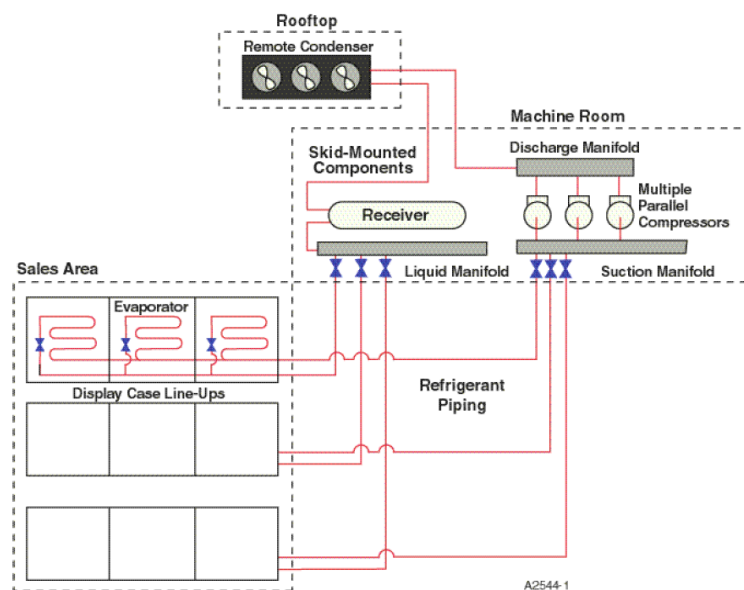 Rooftop
Remote Condenser
Machine Room
Skid-Mounted
Components
Discharge Manifold
Multiple
Parallel
Compressors
Receiver
Sales Area
Liquid Manifold
Suction Manifold
Evaporator
Display Case Line-Ups
Refrigerant
Piping
A2544-1